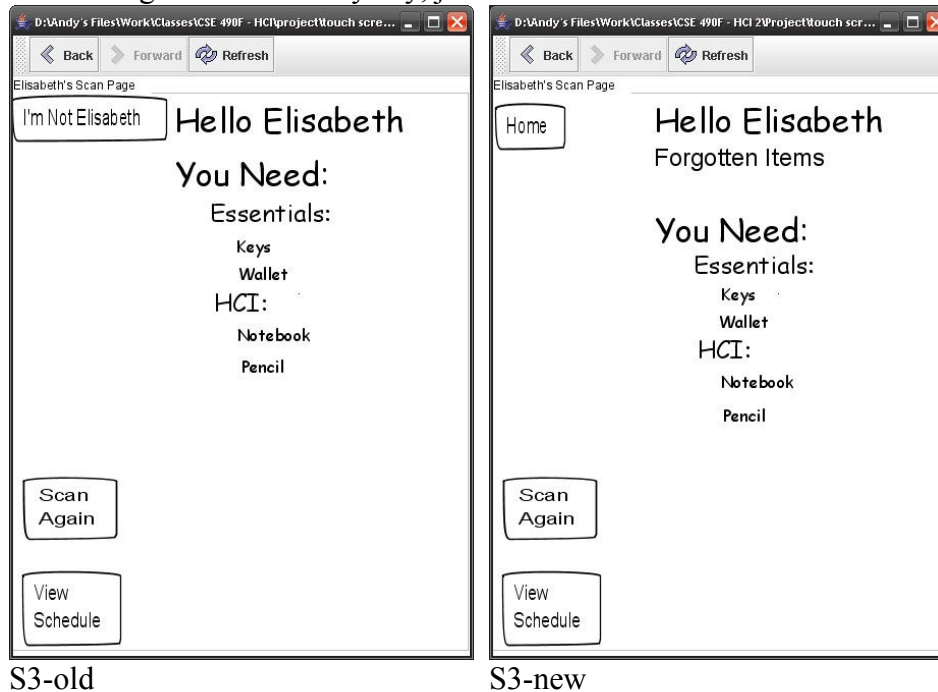 D:\Andy's Files\Work\Classes\CSE 490F - HCI\project\touch scre...
Back Forward Refresh
Elisabeth's Scan Page
I'm Not Elisabeth
Hello Elisabeth
You Need:
Essentials:
Keys
Wallet
HCI:
Notebook
Pencil
Scan
Again
View
Schedule
S3-old
D:\Andy's Files\Work\Classes\CSE 490F - HCI 2\Project\touch scr...
Back Forward Refresh
Elisabeth's Scan Page
Home
Hello Elisabeth
Forgotten Items
You Need:
Essentials:
Keys
Wallet
HCI:
Notebook
Pencil
Scan
Again
View
Schedule
S3-new